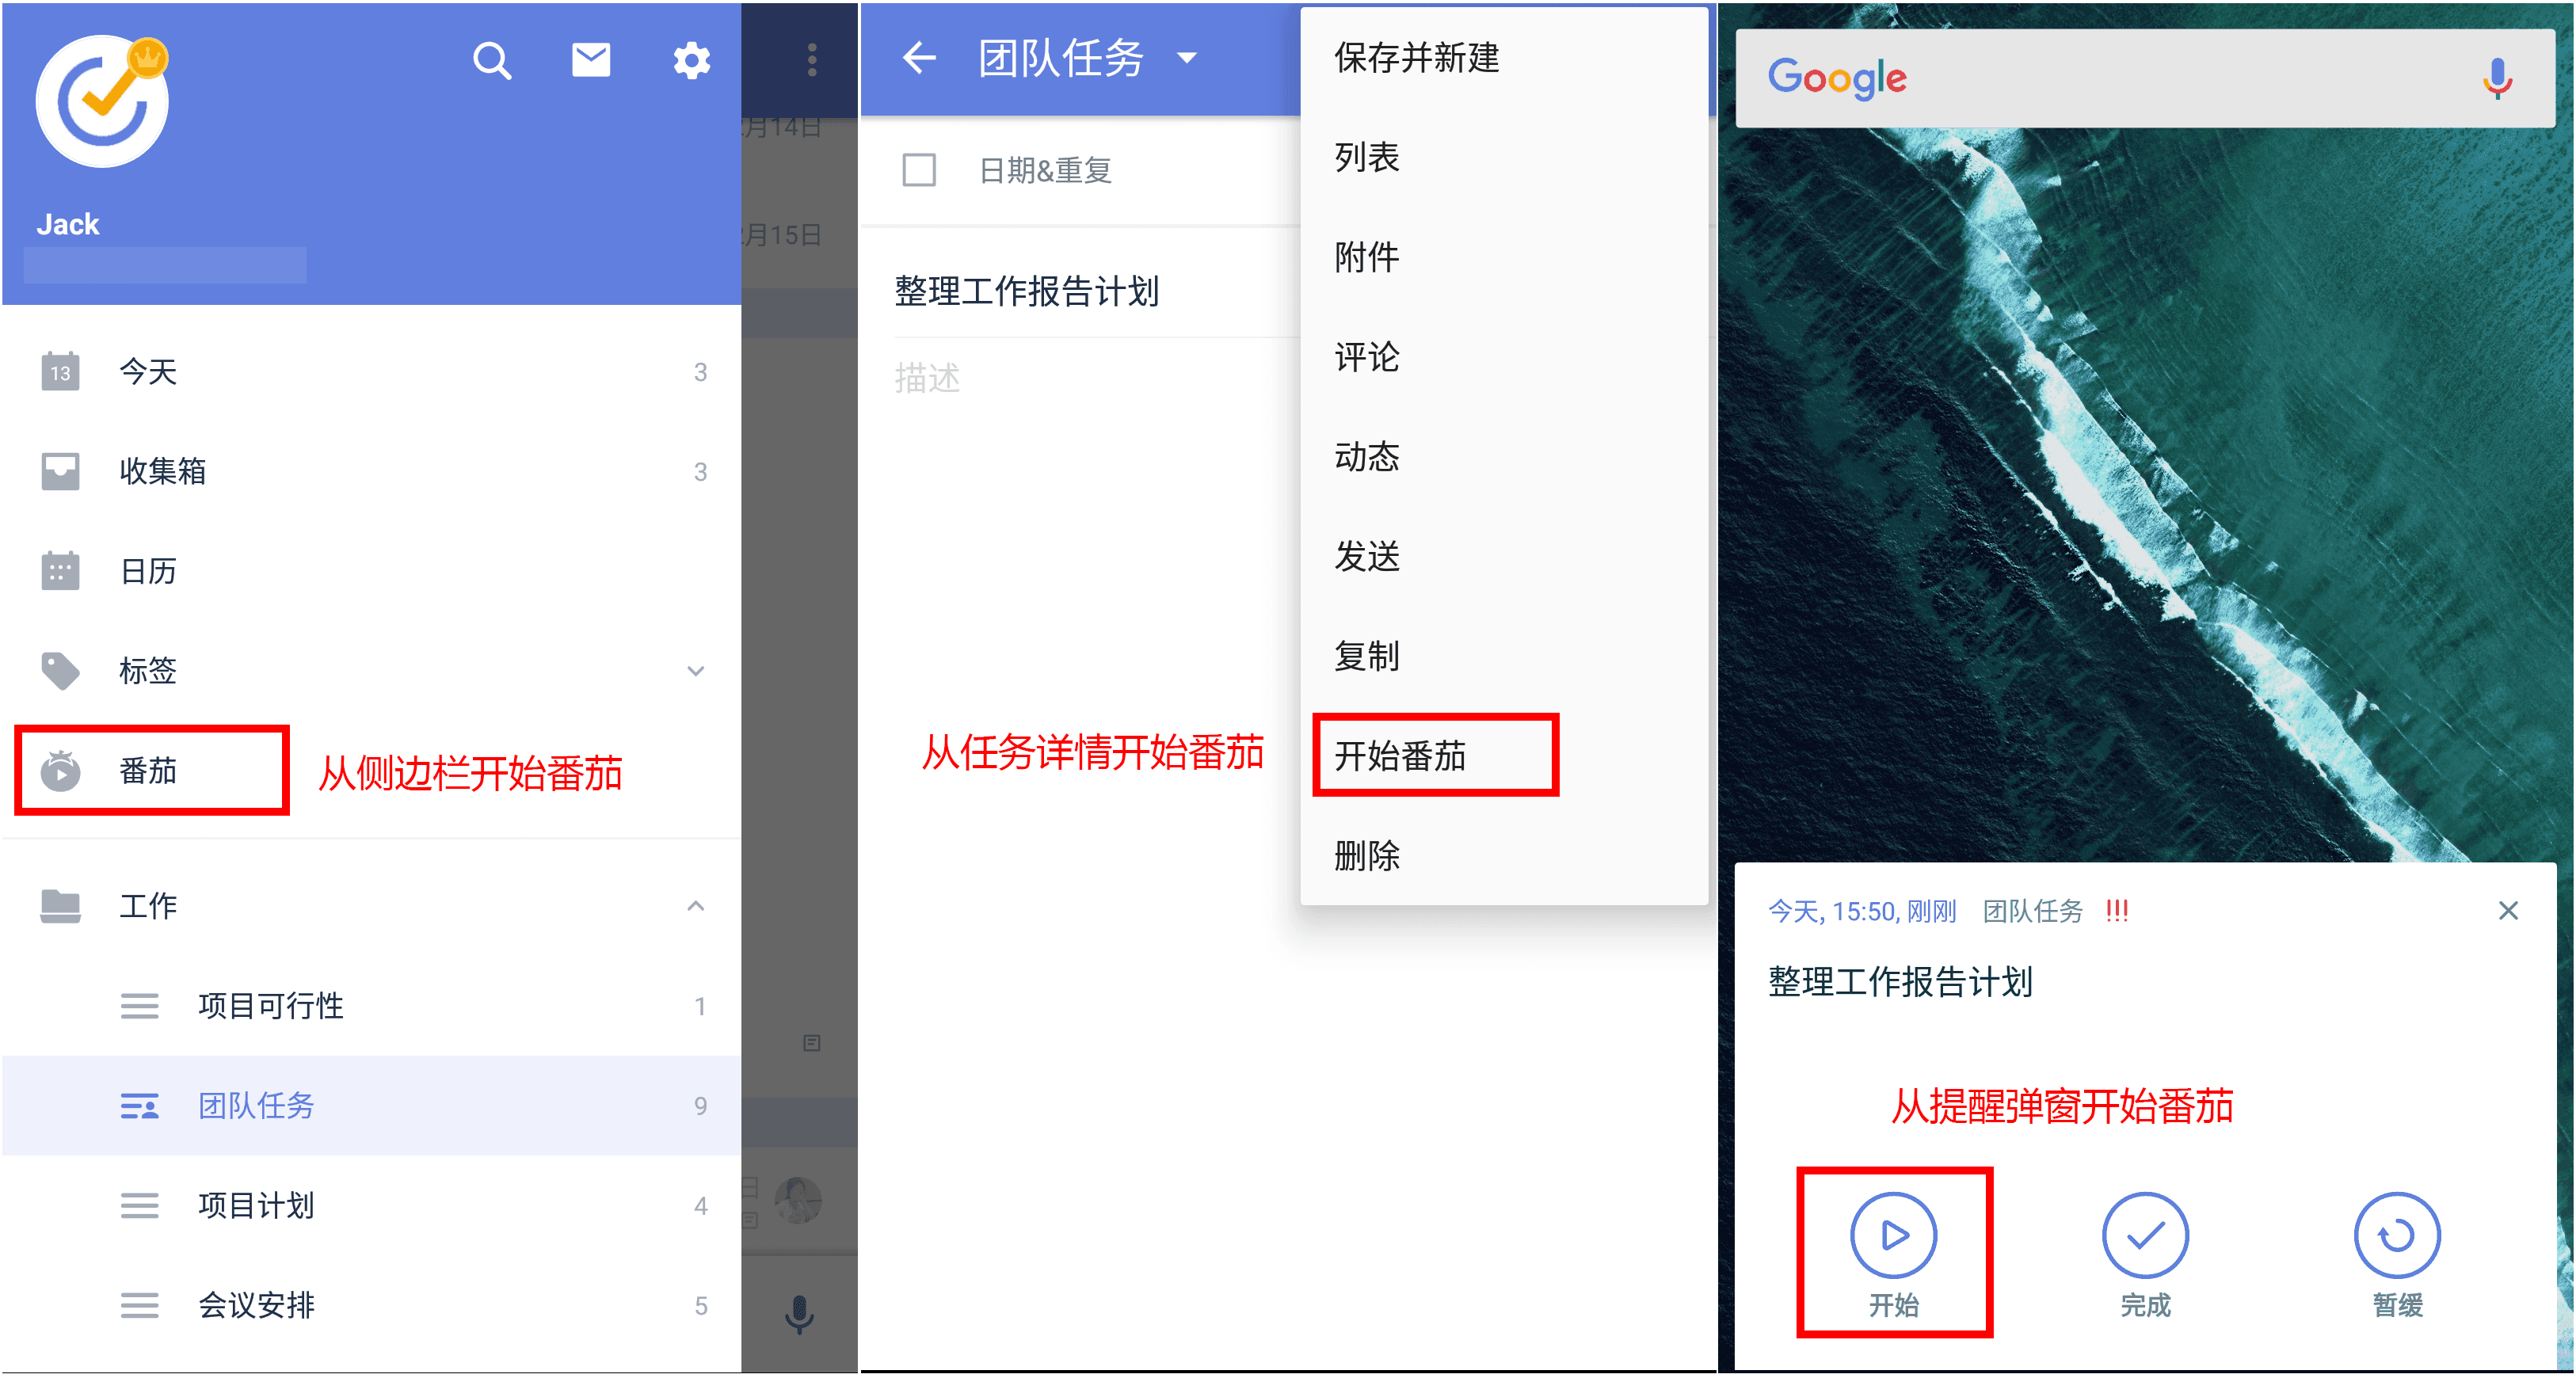 Jack
13
今天
3
收集箱
3
日历
标签
番茄
从侧边栏开始番茄
工作
项目可行性
1
团队任务
9
项目计划
4
会议安排
5
月14日
月15日
日
团队任务
日期&重复
整理工作报告计划
描述
从任务详情开始番茄
保存并新建
列表
附件
评论
动态
发送
复制
开始番茄
删除
Google
今天, 15:50, 刚刚 团队任务 !!!
整理工作报告计划
从提醒弹窗开始番茄
开始
完成
暂缓